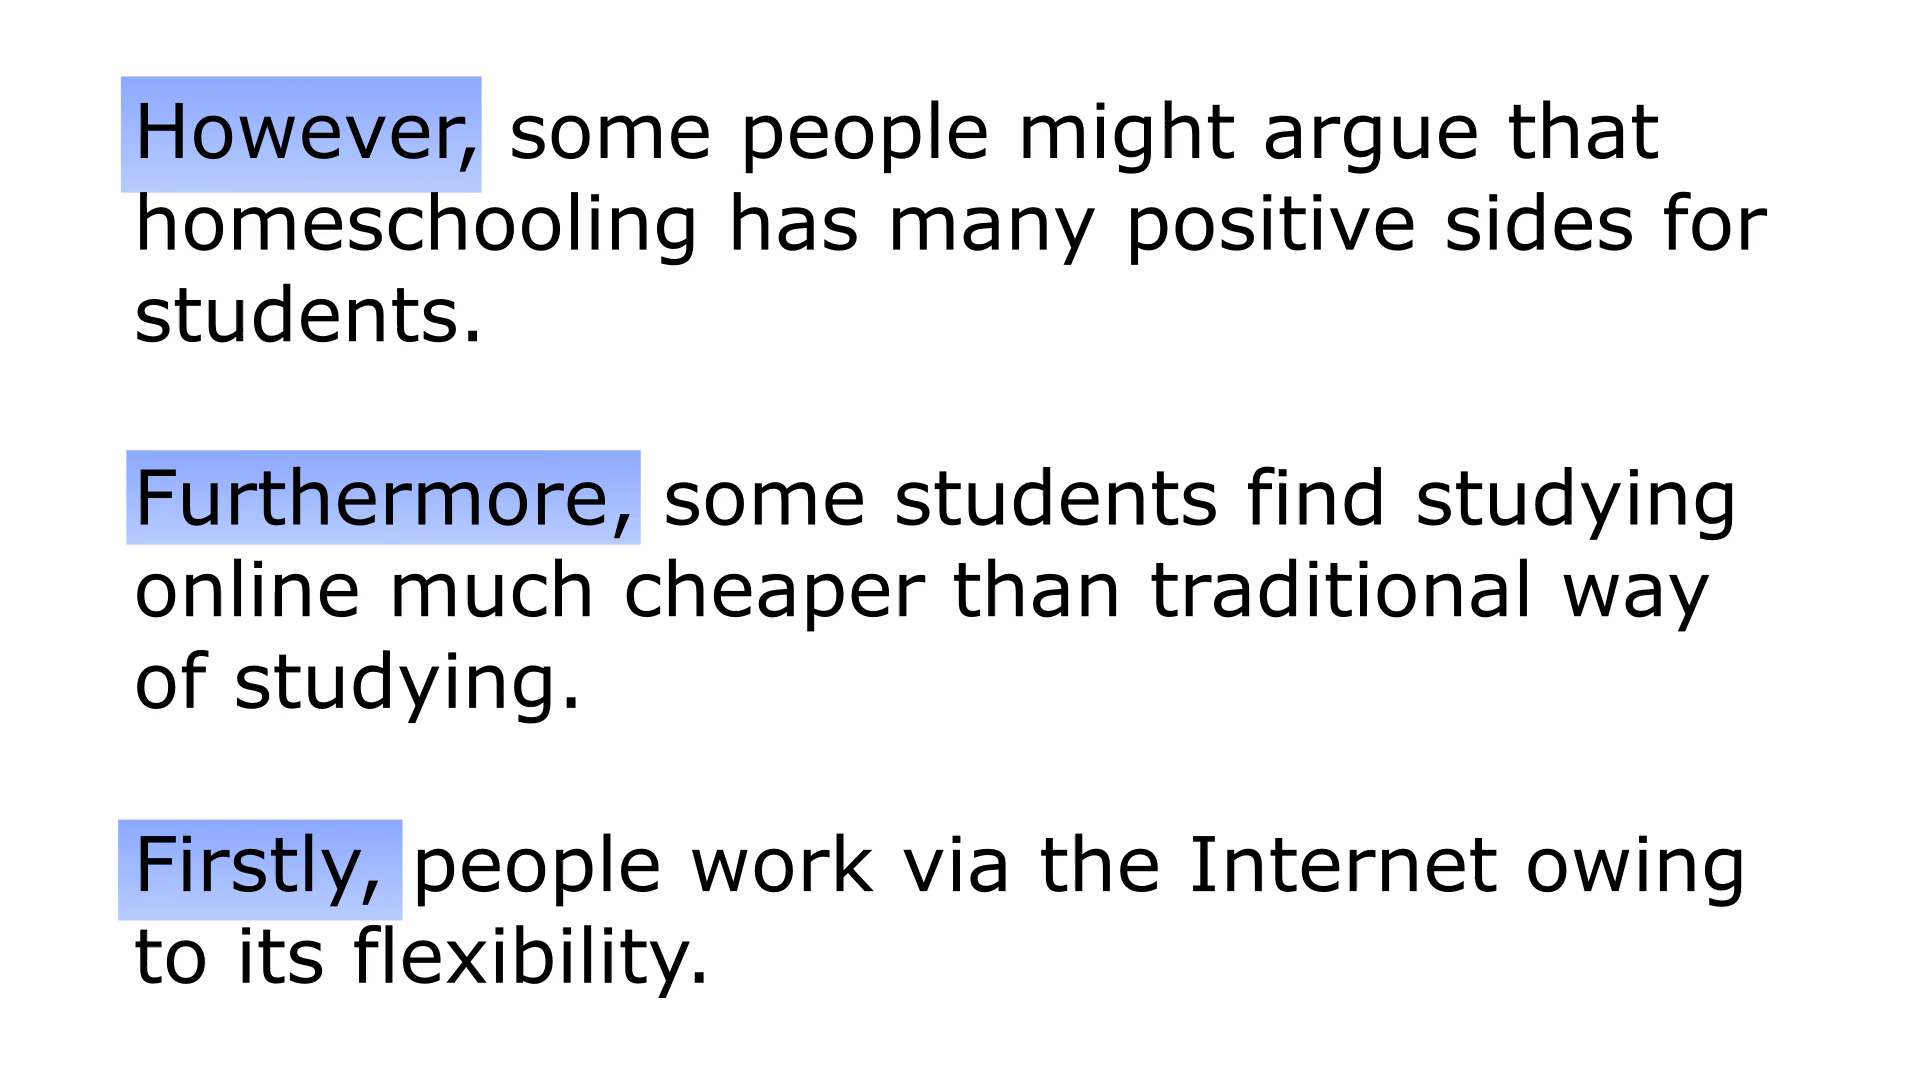 However, some people might argue that
homeschooling has many positive sides for
students.
Furthermore, some students find studying
online much cheaper than traditional way
of studying.
Firstly, people work via the Internet owing
to its flexibility.